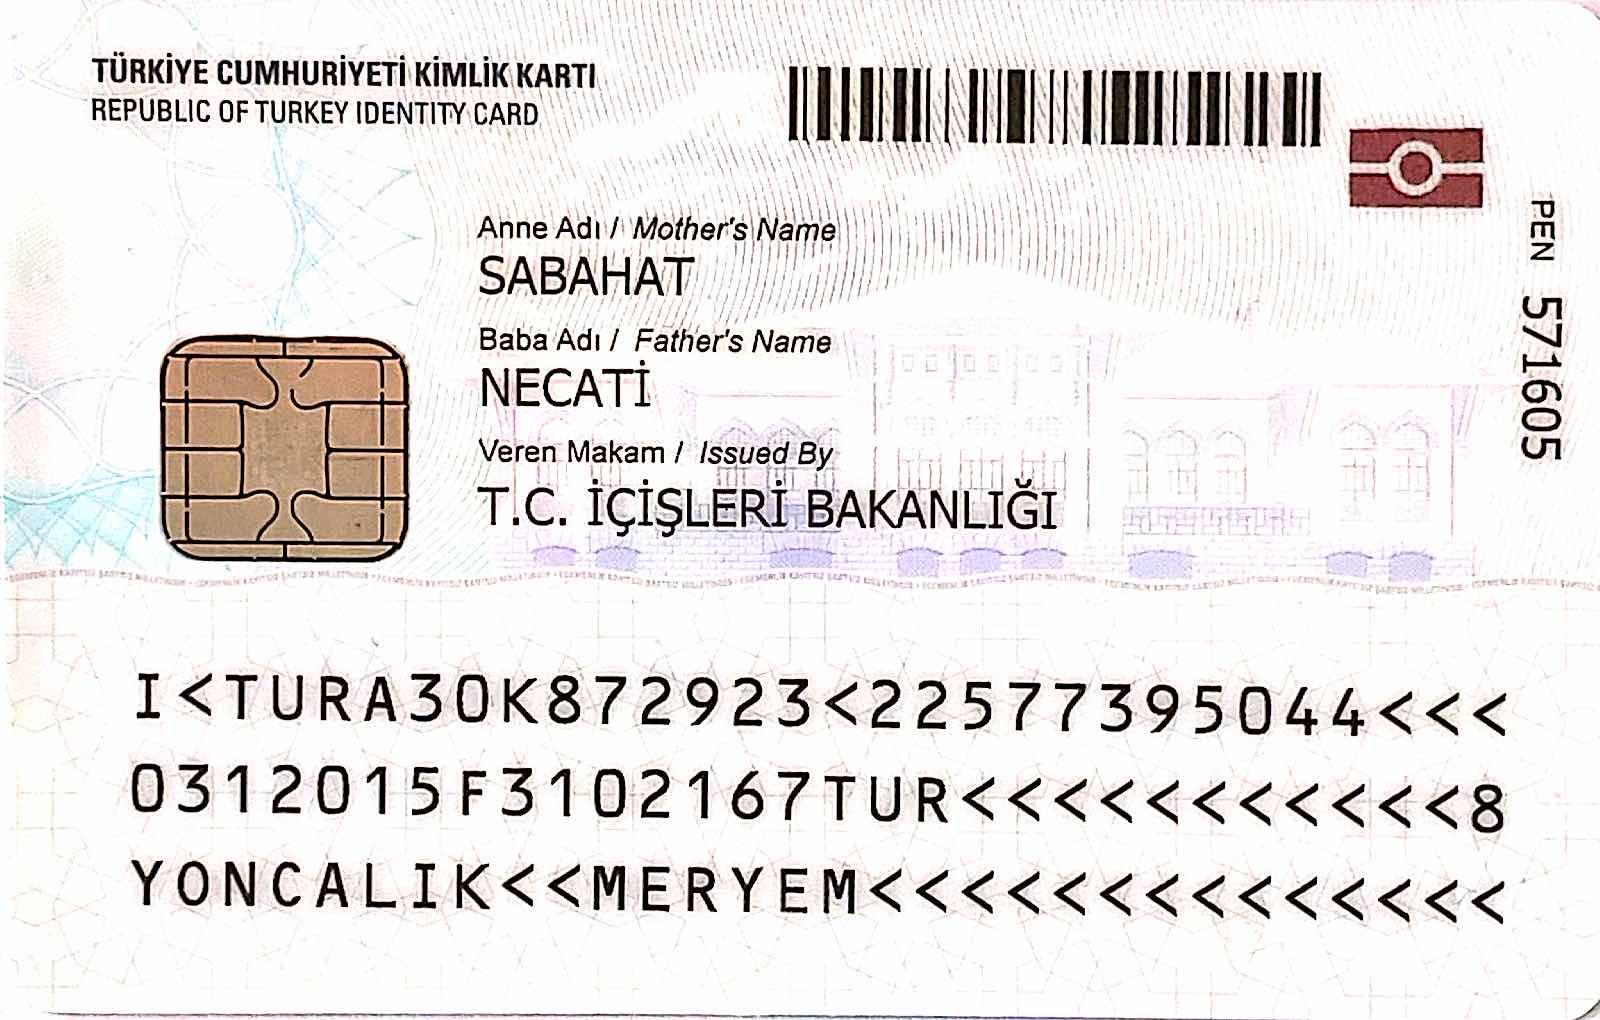 TÜRKİYE CUMHURİYETİ KİMLİK KARTI
REPUBLIC OF TURKEY IDENTITY CARD
Anne Adı / Mother's Name
SABAHAT
Baba Adı / Father's Name
NECATİ
Veren Makam / Issued By
T.C. İÇİŞLERİ BAKANLIĞI
PEN 571605
I<TURA30K872923<22577395044<<<
0312015F3102167TUR<<<<<<<<<<<8
YONCALIK<<MERYEM<<<<<<<<<<<<<<